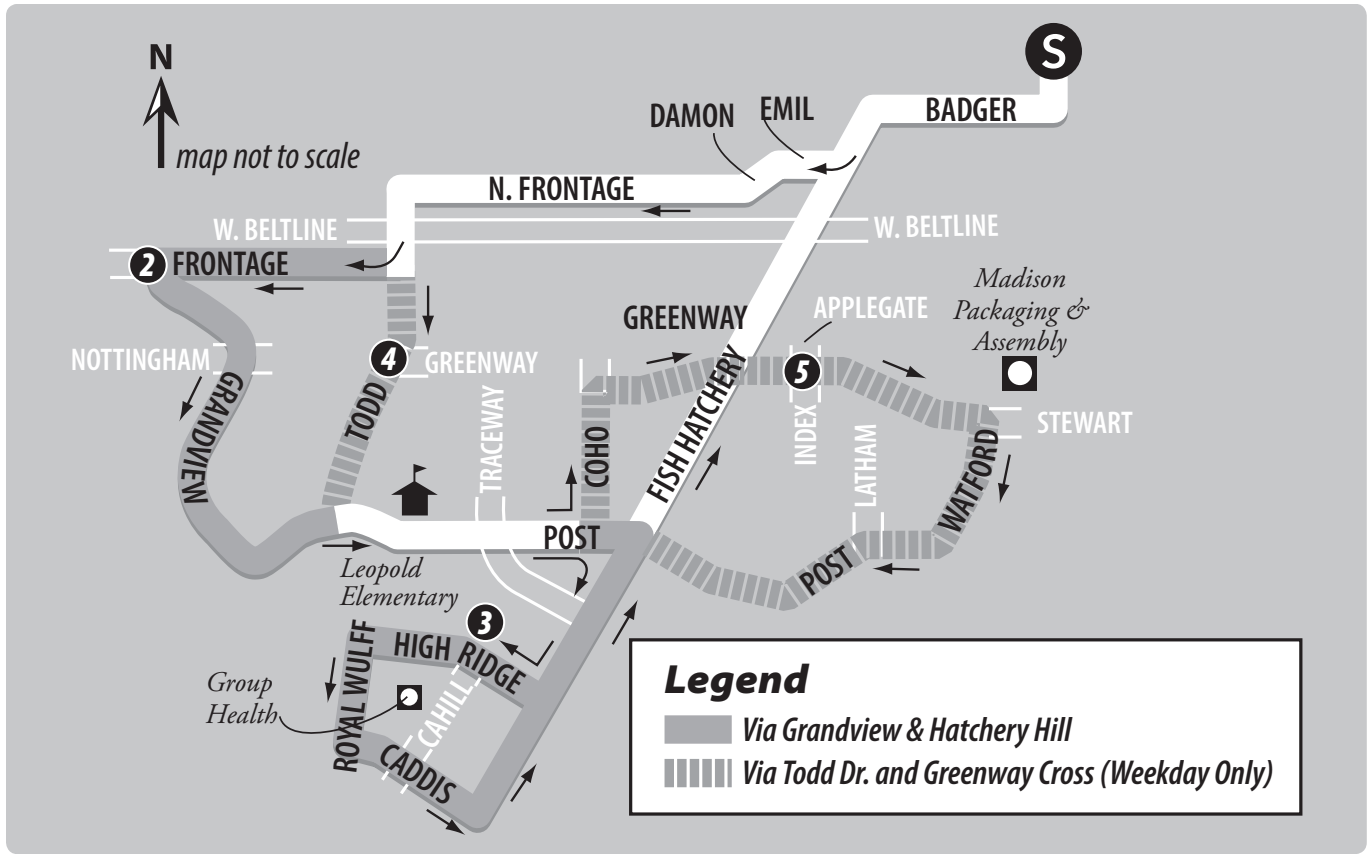 S
N
DAMON
EMIL
BADGER
map not to scale
N. FRONTAGE
W. BELTLINE
W. BELTLINE
2
FRONTAGE
Madison
Packaging &
Assembly
GREENWAY
APPLEGATE
NOTTINGHAM
4
GREENWAY
5
GRANDVIEW
TODD
TRACEWAY
COHO
FISH HATCHERY
INDEX
LATHAM
STEWART
WATFORD
POST
POST
Leopold
Elementary
3
HIGH RIDGE
ROYAL WULFF
Group
Health
CAHILL
CADDIS
Legend
Via Grandview & Hatchery Hill
Via Todd Dr. and Greenway Cross (Weekday Only)